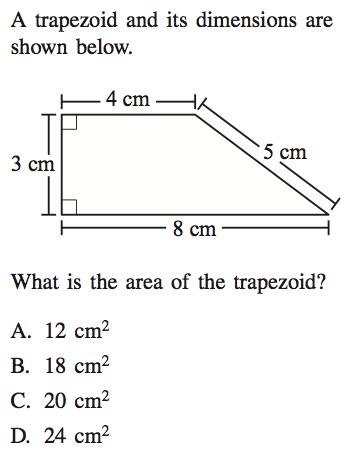 A trapezoid and its dimensions are
shown below.
4 cm
5 cm
3 cm
8 cm
What is the area of the trapezoid?
A. 12 cm²
B. 18 cm²
C. 20 cm²
D. 24 cm²